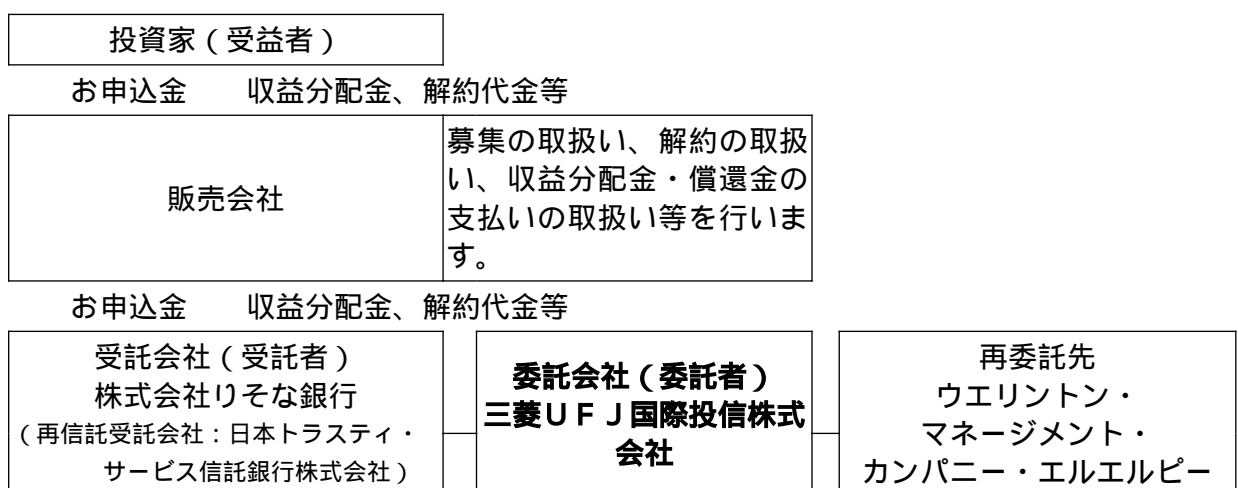 投資家（受益者）
お申込金　収益分配金、解約代金等
販売会社
募集の取扱い、解約の取扱
い、収益分配金・償還金の
支払いの取扱い等を行いま
す。
お申込金　収益分配金、解約代金等
受託会社（受託者）
株式会社りそな銀行
（再信託受託会社：日本トラスティ・
サービス信託銀行株式会社）
委託会社（委託者）
三菱ＵＦＪ国際投信株式
会社
再委託先
ウエリントン・
マネージメント・
カンパニー・エルエルピー